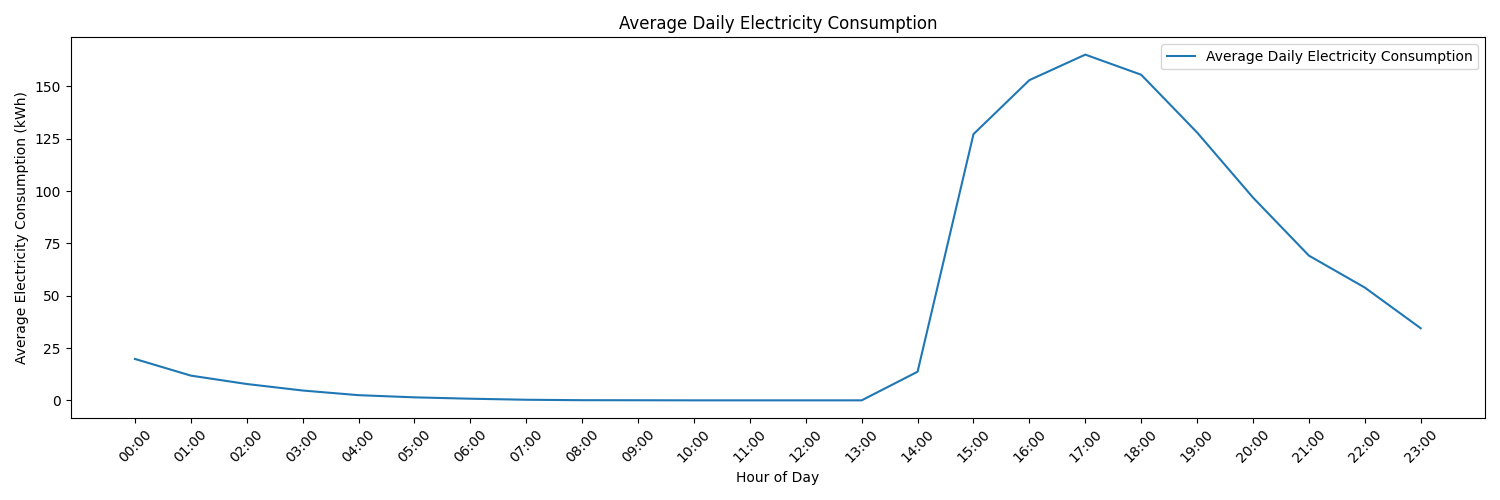 Average Daily Electricity Consumption
Average Daily Electricity Consumption
Average Electricity Consumption (kWh)
150
125
100
75
50
25
0
00:00 01:00 02:00 03:00 04:00 05:00 06:00 07:00 08:00 09:00 10:00 11:00 12:00 13:00 14:00 15:00 16:00 17:00 18:00 19:00 20:00 21:00 22:00 23:00
Hour of Day